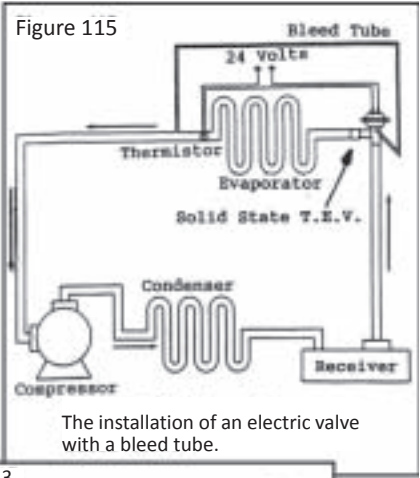 Figure 115
Bleed Tube
24 Volts
Thermistor
Evaporator
Solid State T.E.V.
Condenser
Receiver
Compressor
The installation of an electric valve
with a bleed tube.
3